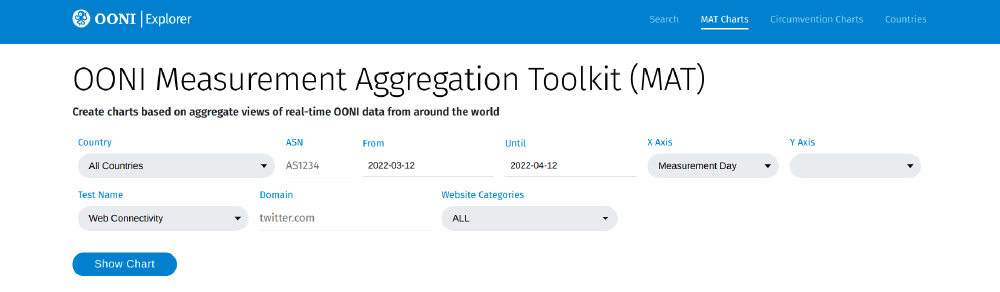 OONI Explorer Search MAT Charts Circumvention Charts Countries
OONI Measurement Aggregation Toolkit (MAT)
Create charts based on aggregate views of real-time OONI data from around the world
Country ASN From Until X Axis Y Axis
All Countries AS1234 2022-03-12 2022-04-12 Measurement Day
Test Name Domain Website Categories
Web Connectivity twitter.com ALL
Show Chart